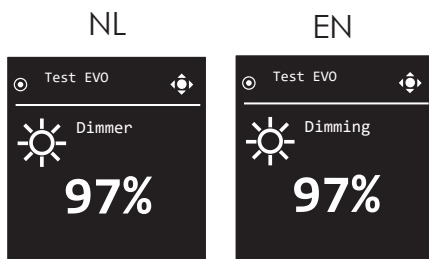 NL
Test EVO
Dimmer
97%
EN
Test EVO
Dimming
97%